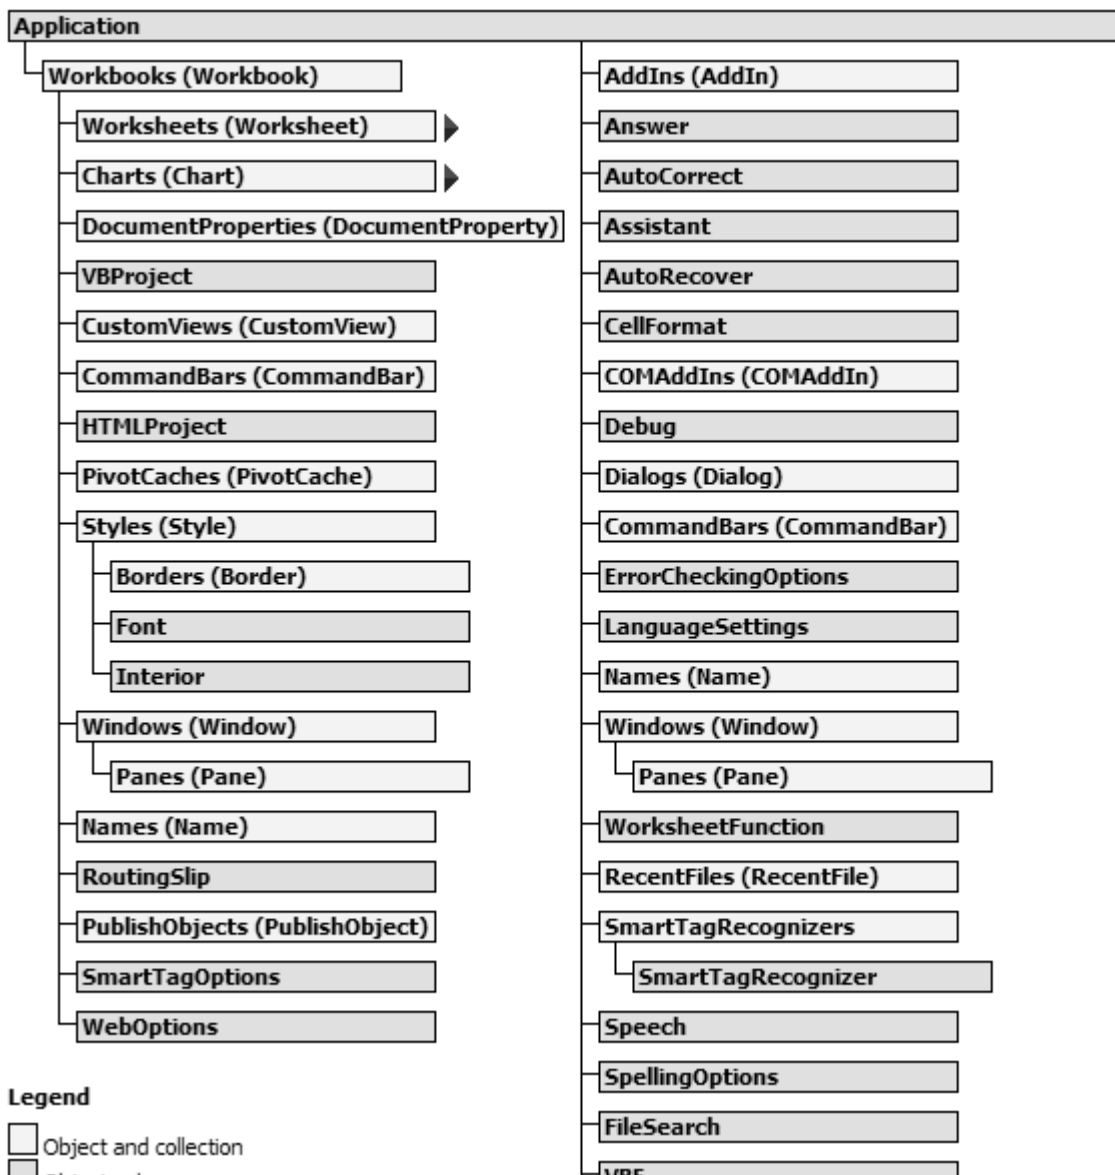 Application
Workbooks (Workbook)
Worksheets (Worksheet)
Charts (Chart)
DocumentProperties (DocumentProperty)
VBProject
CustomViews (CustomView)
CommandBars (CommandBar)
HTMLProject
PivotCaches (PivotCache)
Styles (Style)
Borders (Border)
Font
Interior
Windows (Window)
Panes (Pane)
Names (Name)
RoutingSlip
PublishObjects (PublishObject)
SmartTagOptions
WebOptions
AddIns (AddIn)
Answer
AutoCorrect
Assistant
AutoRecover
CellFormat
COMAddIns (COMAddIn)
Debug
Dialogs (Dialog)
CommandBars (CommandBar)
ErrorCheckingOptions
LanguageSettings
Names (Name)
Windows (Window)
Panes (Pane)
WorksheetFunction
RecentFiles (RecentFile)
SmartTagRecognizers
SmartTagRecognizer
Speech
SpellingOptions
FileSearch
Legend
Object and collection